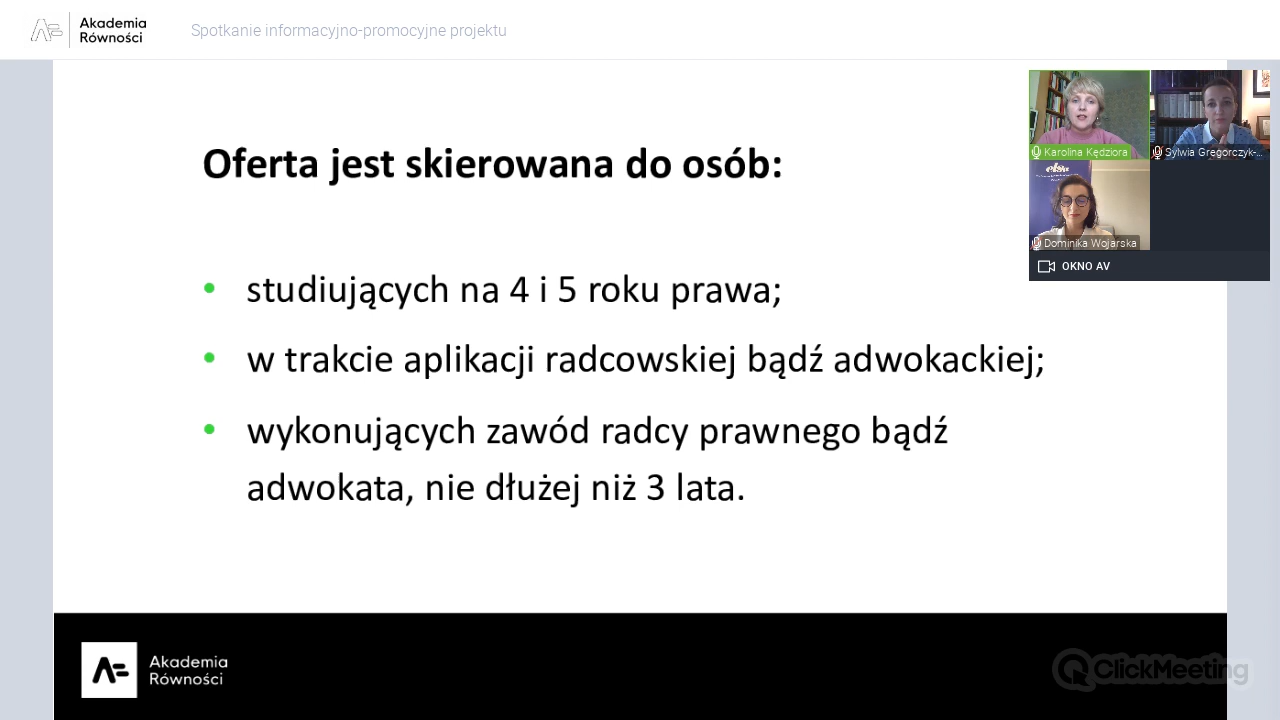 Akademia
Równości
Spotkanie informacyjno-promocyjne projektu
Oferta jest skierowana do osób:
• studiujących na 4 i 5 roku prawa;
• w trakcie aplikacji radcowskiej bądź adwokackiej;
• wykonujących zawód radcy prawnego bądź
adwokata, nie dłużej niż 3 lata.
Karolina Kędziora
Sylwia Gregorczyk-...
elsa
Dominika Wojarska
OKNO AV
Akademia
Równości
ClickMeeting